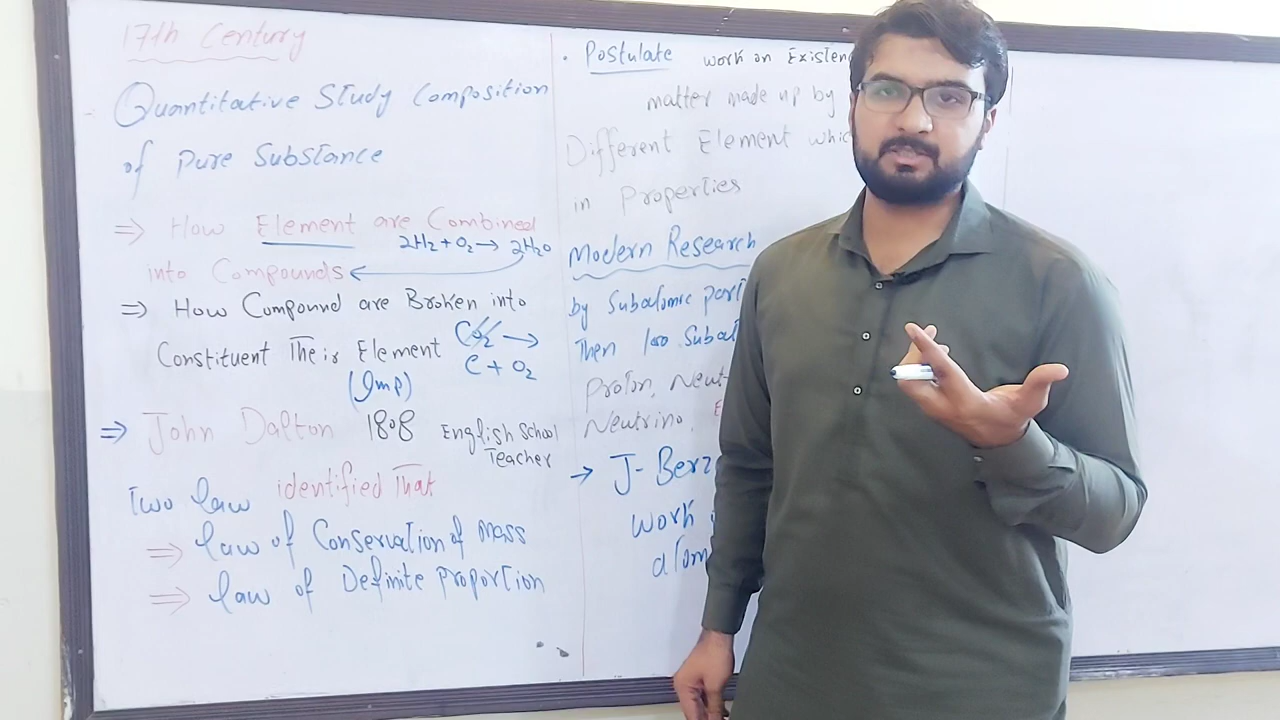 17th Century
Quantitative Study Composition
of Pure Substance
⇒ How Element are Combined
2H₂ + O₂ → 2H₂O
into Compounds
⇒ How Compound are Broken into
Constituent Their Element
CO₂ →
C + O₂
(Imp)
⇒ John Dalton 1808 English School
Teacher
Two law identified That
⇒ law of Conservation of Mass
⇒ law of Definite proportion
. Postulate work on Existenc
matter made up by
Different Element whic
in Properties
Modern Research
by Subatomic part
Then 100 Subat
proton, Neut
Neutrino, E
→ J- Berz
work
atom